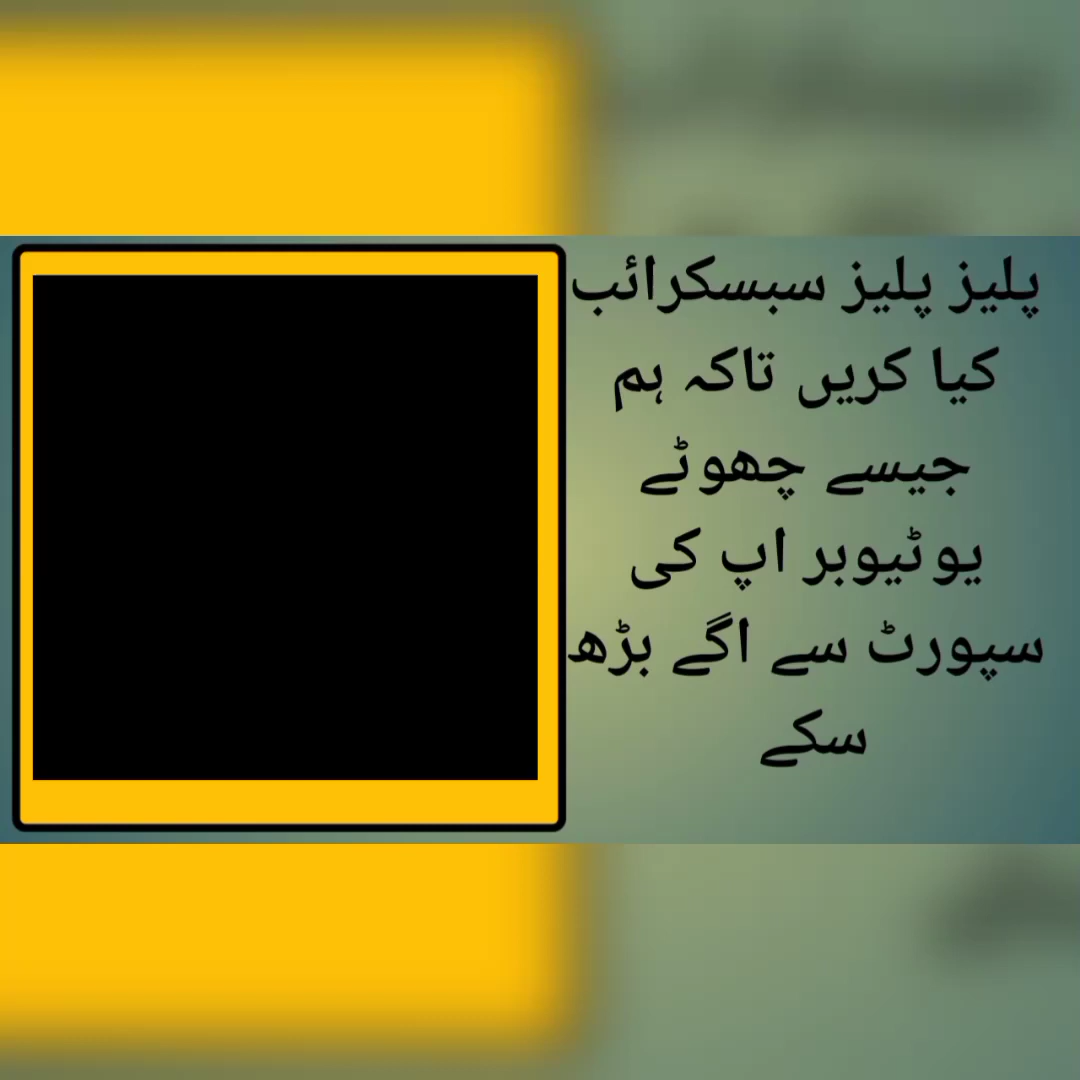 پلیز پلیز سبسکرائب
کیا کریں تاکہ ہم
جیسے چھوٹے
یوٹیوبر اپ کی
سپورٹ سے اگے بڑھ
سکے